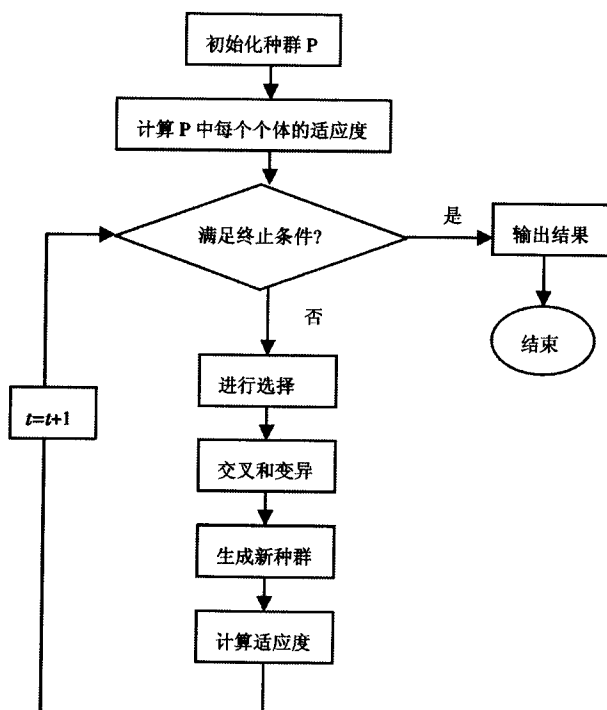 初始化种群 P
计算 P 中每个个体的适应度
满足终止条件?
是
输出结果
结束
否
进行选择
t=t+1
交叉和变异
生成新种群
计算适应度